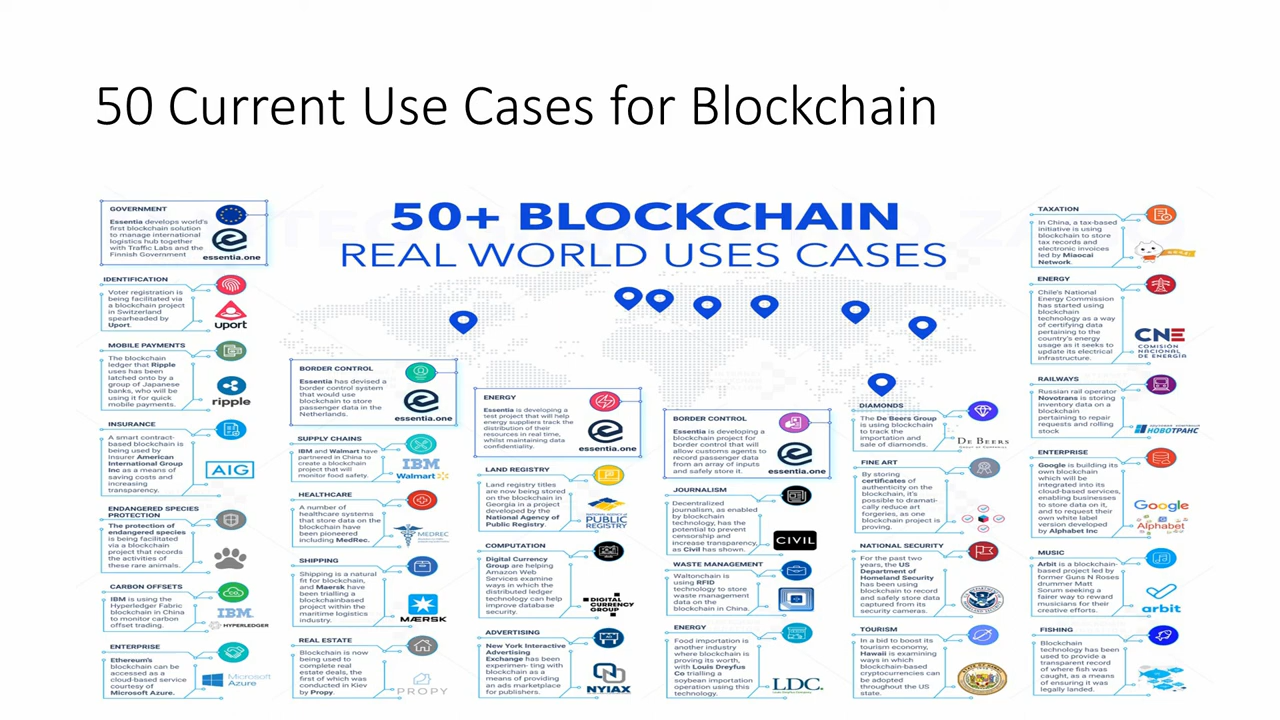 50 Current Use Cases for Blockchain
50+ BLOCKCHAIN
REAL WORLD USES CASES
GOVERNMENT
Essentia develops world's
first blockchain solution
to manage international
logistics hub together
with Traffic Labs and the
Finnish Government
essentia.one
IDENTIFICATION
Voter registration is
being facilitated via
a blockchain project
in Switzerland
spearheaded by
Uport.
uport
MOBILE PAYMENTS
The blockchain
ledger that Ripple
uses has been
latched onto by a
group of Japanese
banks, who will be
using it for quick
mobile payments.
ripple
INSURANCE
A smart contract-
based blockchain is
being used by
insurer American
International Group
Inc as a means of
saving costs and
increasing
transparency.
AIG
ENDANGERED SPECIES
PROTECTION
The protection of
endangered species
is being facilitated
via a blockchain
project that records
the activities of
these rare animals.
CARBON OFFSETS
IBM is using the
Hyperledger Fabric
blockchain in China
to monitor carbon
offset trading.
IBM
HYPERLEDGER
ENTERPRISE
Ethereum's
blockchain can be
accessed as a
cloud-based service
courtesy of
Microsoft Azure.
Microsoft
Azure
BORDER CONTROL
Essentia has devised a
border control system
that would use
blockchain to store
passenger data in the
Netherlands.
essentia.one
SUPPLY CHAINS
IBM and Walmart have
partnered in China to
create a blockchain
project that will
monitor food safety.
IBM
Walmart
HEALTHCARE
A number of
healthcare systems
that store data on the
blockchain have
been pioneered
including MedRec.
MEDREC
SHIPPING
Shipping is a natural
fit for blockchain,
and Maersk have
been trialling a
blockchainbased
project within the
maritime logistics
industry.
MÆRSK
REAL ESTATE
Blockchain is now
being used to
complete real
estate deals, the
first of which was
conducted in Kiev
by Propy.
PROPY
ENERGY
Essentia is developing a
test project that will help
energy suppliers track the
distribution of their
resources in real time,
whilst maintaining data
confidentiality.
essentia.one
LAND REGISTRY
Land registry titles
are now being stored
on the blockchain in
Georgia in a project
developed by the
National Agency of
Public Registry.
NATIONAL AGENCY OF
PUBLIC
REGISTRY
COMPUTATION
Digital Currency
Group are helping
Amazon Web
Services examine
ways in which the
distributed ledger
technology can help
improve database
security.
DIGITAL
CURRENCY
GROUP
ADVERTISING
New York Interactive
Advertising
Exchange has been
experimen- ting with
blockchain as a
means of providing
an ads marketplace
for publishers.
NYIAX
BORDER CONTROL
Essentia is developing a
blockchain project for
border control that will
allow customs agents to
record passenger data
from an array of inputs
and safely store it.
essentia.one
JOURNALISM
Decentralized
journalism, as enabled
by blockchain
technology, has the
potential to prevent
censorship and
increase transparency,
as Civil has shown.
CIVIL
WASTE MANAGEMENT
Waltonchain is
using RFID
technology to store
waste management
data on the
blockchain in China.
ENERGY
Food importation is
another industry
where blockchain is
proving its worth,
with Louis Dreyfus
Co trialling a
soybean importation
operation using this
technology.
LDC.
DIAMONDS
The De Beers Group
is using blockchain
to track the
importation and
sale of diamonds.
DE BEERS
FINE ART
By storing
certificates of
authenticity on the
blockchain, it's
possible to dramati-
cally reduce art
forgeries, as one
blockchain project is
proving.
NATIONAL SECURITY
For the past two
years, the US
Department of
Homeland Security
has been using
blockchain to record
and safely store data
captured from its
security cameras.
TOURISM
In a bid to boost its
tourism economy,
Hawaii is examining
ways in which
blockchain-based
cryptocurrencies can
be adopted
throughout the US
state.
TAXATION
In China, a tax-based
initiative is using
blockchain to store
tax records and
electronic invoices
led by Miaocai
Network.
ENERGY
Chile's National
Energy Commission
has started using
blockchain
technology as a way
of certifying data
pertaining to the
country's energy
usage as it seeks to
update its electrical
infrastructure.
CNE
COMISIÓN
NACIONAL
DE ENERGÍA
RAILWAYS
Russian rail operator
Novotrans is storing
inventory data on a
blockchain
pertaining to repair
requests and rolling
stock
НОВОТРАНС
ENTERPRISE
Google is building its
own blockchain
which will be
integrated into its
cloud-based services,
enabling businesses
to store data on it,
and to request their
own white label
version developed
by Alphabet Inc
Google
Alphabet
MUSIC
Arbit is a blockchain-
based project led by
former Guns N Roses
drummer Matt
Sorum seeking a
fairer way to reward
musicians for their
creative efforts.
arbit
FISHING
Blockchain
technology has been
used to provide a
transparent record
of where fish was
caught, as a means
of ensuring it was
legally landed.